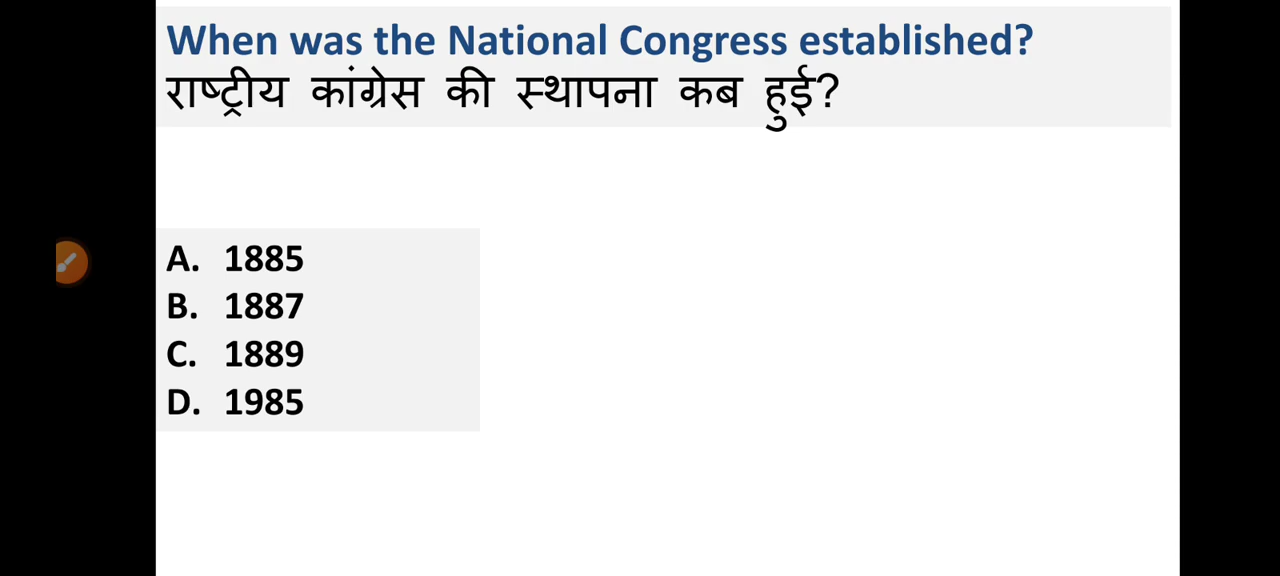 When was the National Congress established?
राष्ट्रीय कांग्रेस की स्थापना कब हुई?
A. 1885
B. 1887
C. 1889
D. 1985